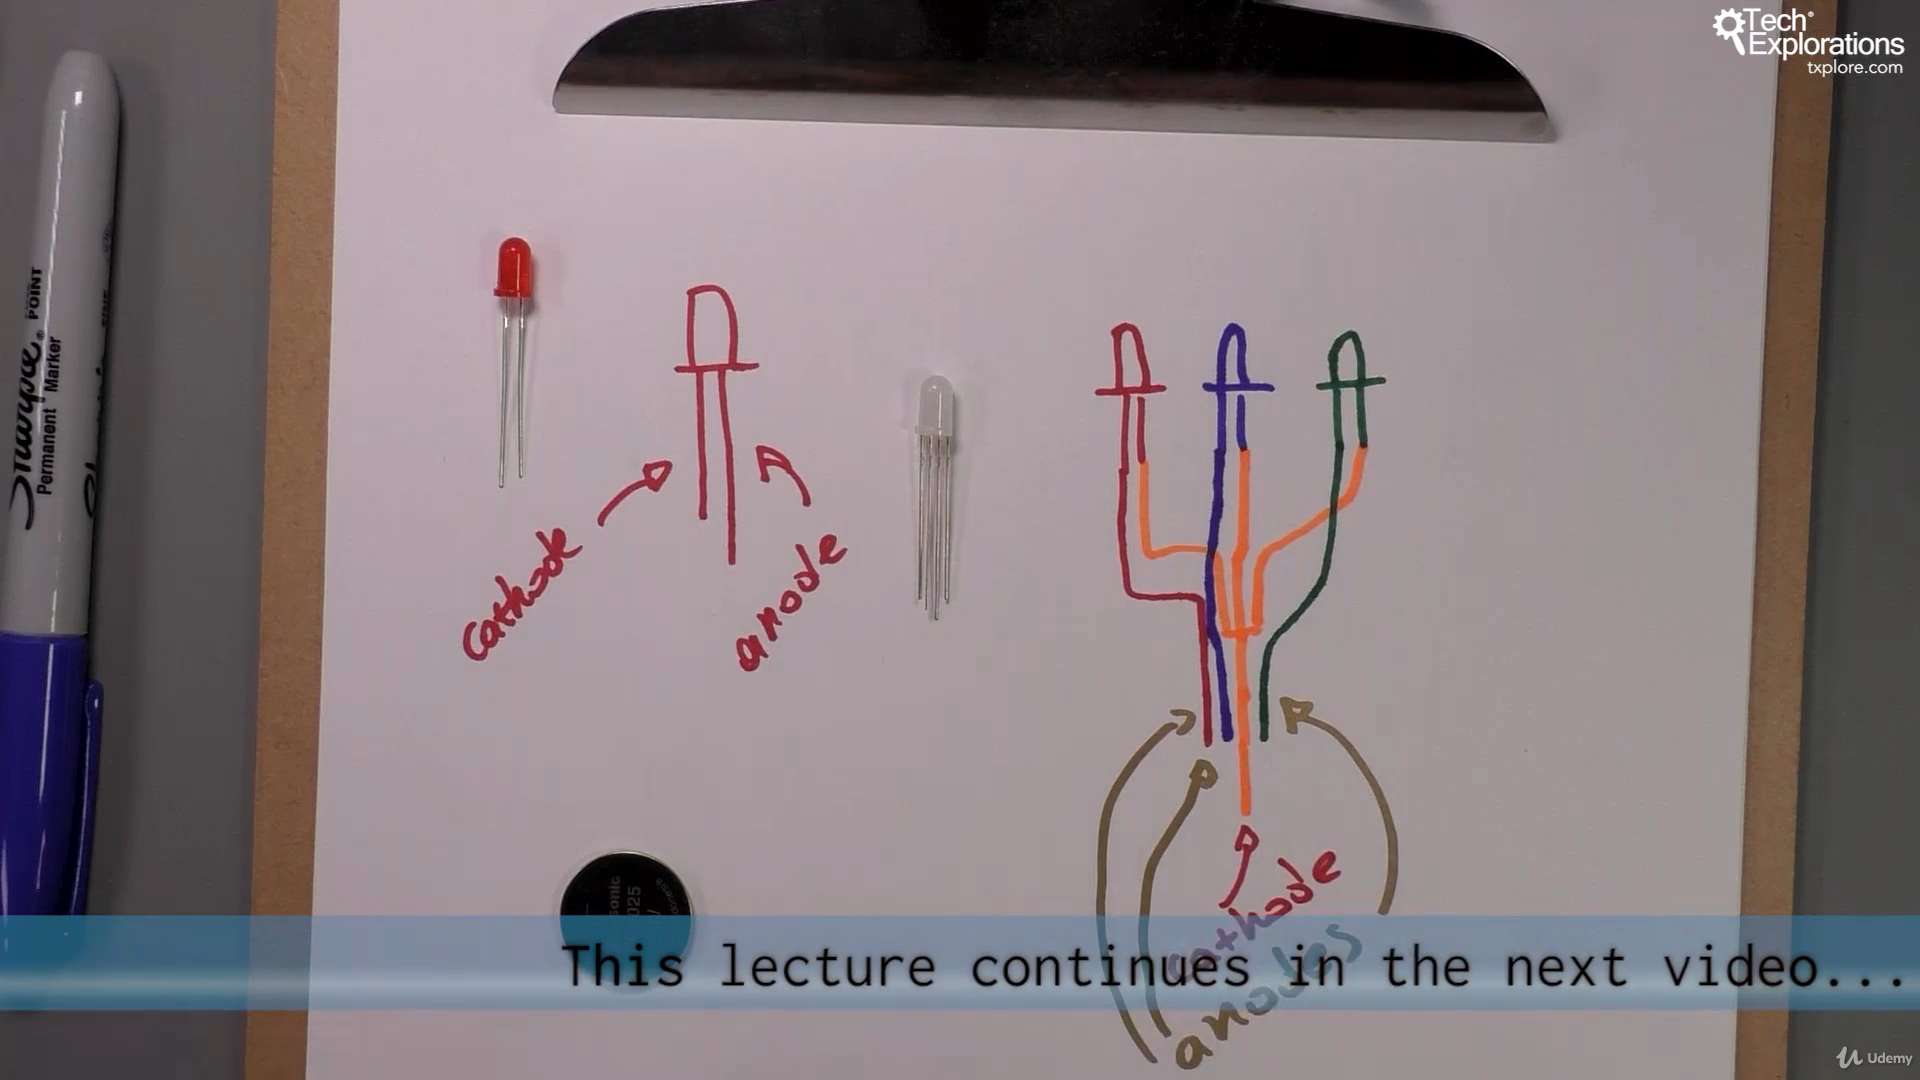 Tech
Explorations
txplore.com
Sharpie
POINT
Permanent Marker
cathode
anode
sonic
025
cathode
anodes
This lecture continues in the next video...
Udemy